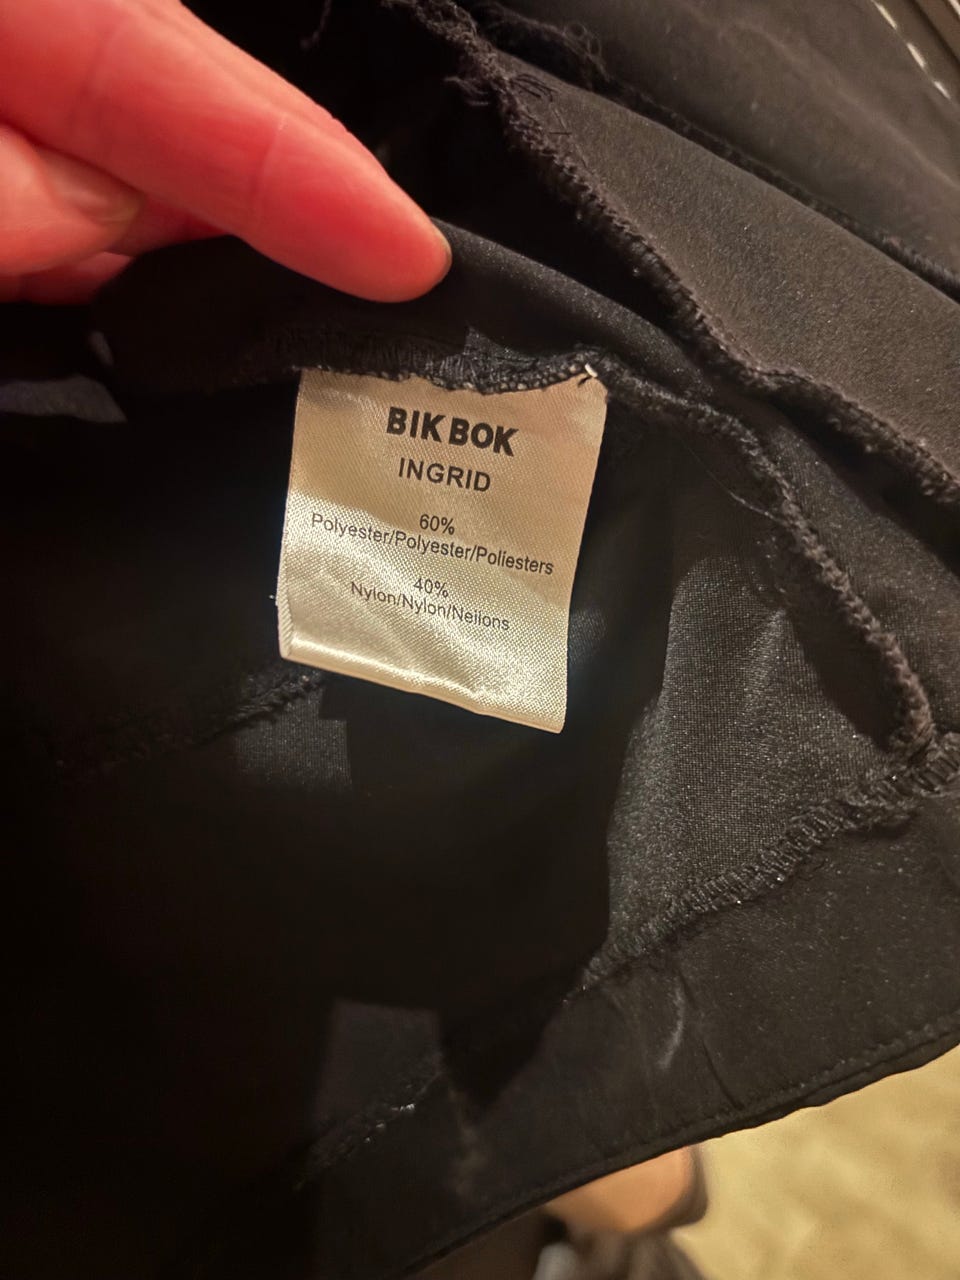 BIK BOK
INGRID
60%
Polyester/Polyester/Poliesters
40%
Nylon/Nylon/Neilons